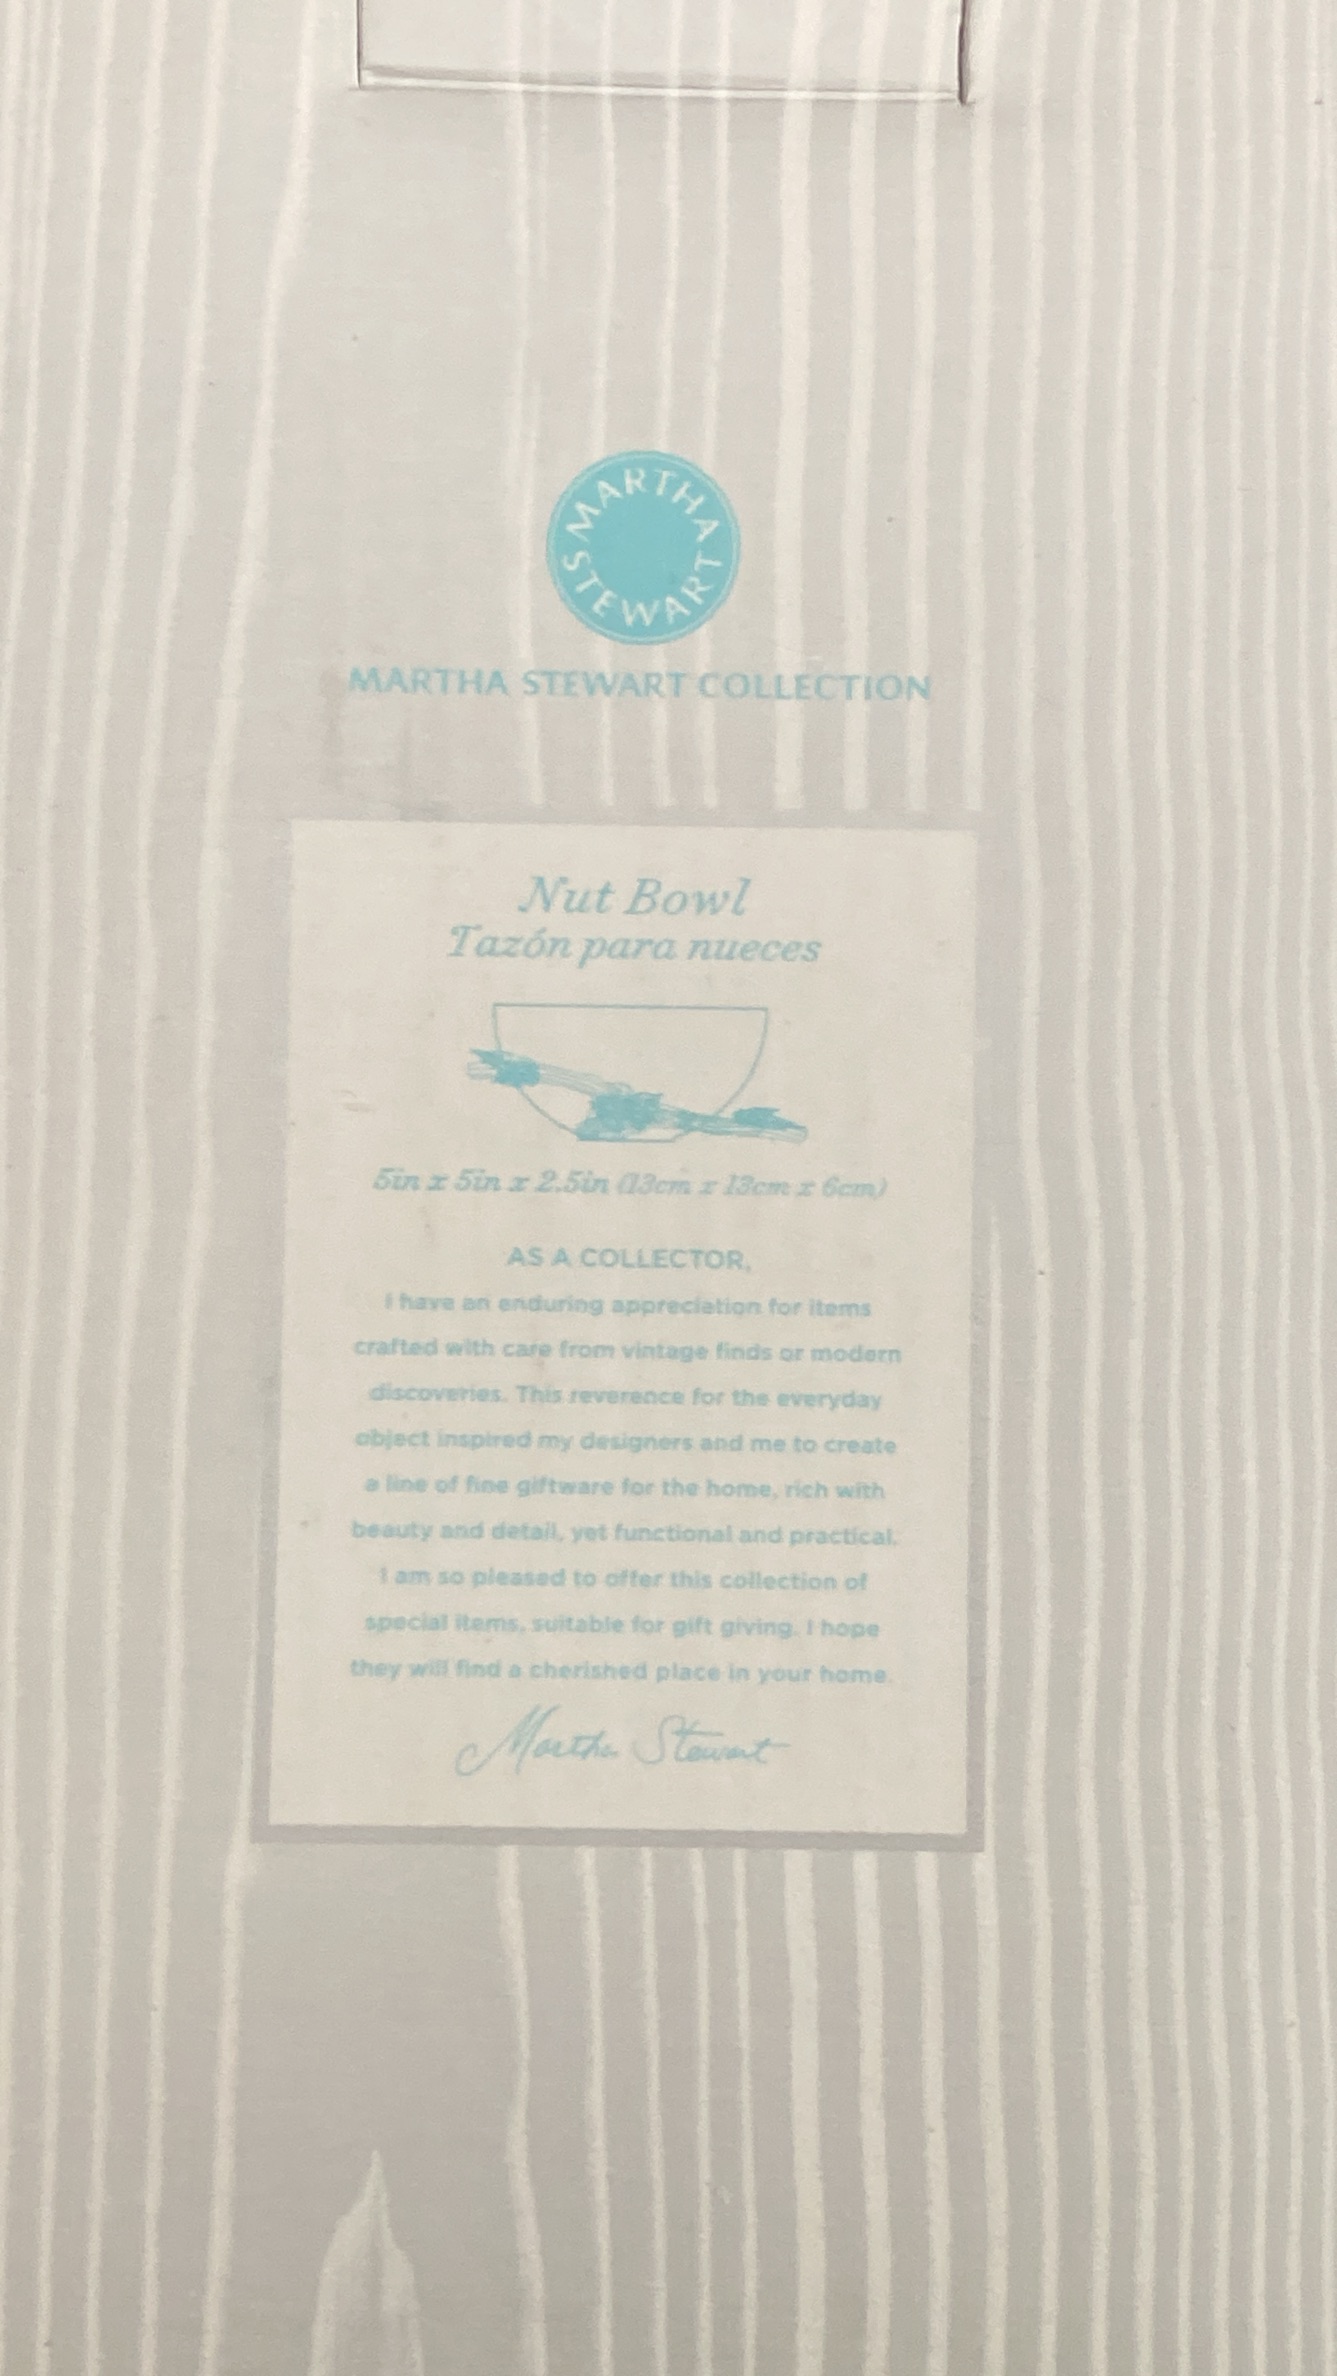 MARTHA
STEWART
MARTHA STEWART COLLECTION
Nut Bowl
Tazón para nueces
5in x 5in x 2.5in (13cm x 13cm x 6cm)
AS A COLLECTOR,
I have an enduring appreciation for items
crafted with care from vintage finds or modern
discoveries. This reverence for the everyday
object inspired my designers and me to create
a line of fine giftware for the home, rich with
beauty and detail, yet functional and practical.
I am so pleased to offer this collection of
special items, suitable for gift giving. I hope
they will find a cherished place in your home.
Martha Stewart